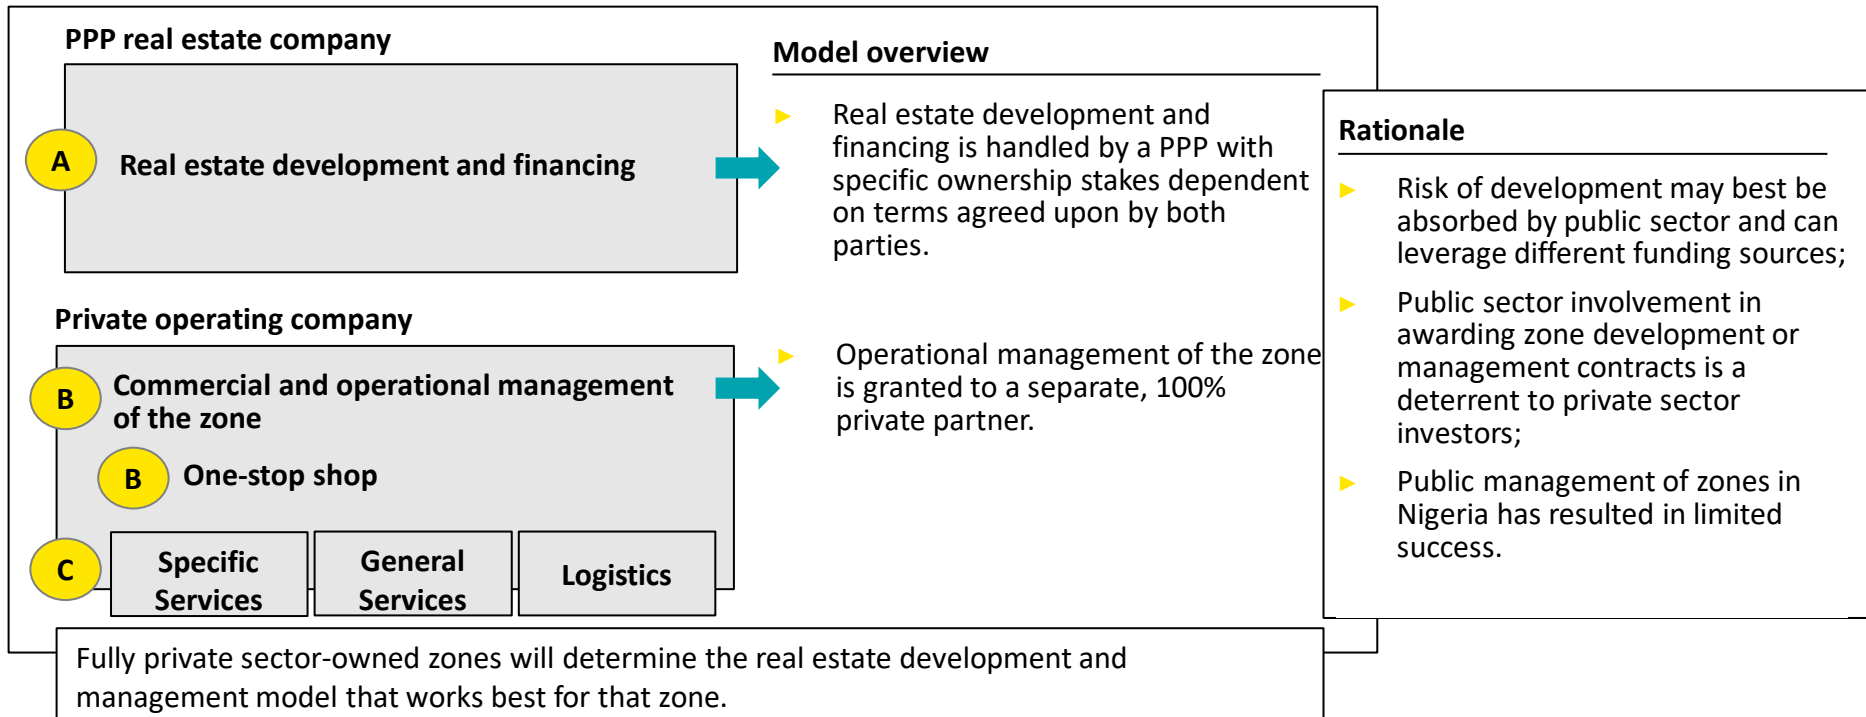 PPP real estate company
A
Real estate development and financing
Private operating company
B
Commercial and operational management
of the zone
B
One-stop shop
C
Specific
Services
General
Services
Logistics
Model overview
► Real estate development and
financing is handled by a PPP with
specific ownership stakes dependent
on terms agreed upon by both
parties.
► Operational management of the zone
is granted to a separate, 100%
private partner.
Rationale
► Risk of development may best be
absorbed by public sector and can
leverage different funding sources;
► Public sector involvement in
awarding zone development or
management contracts is a
deterrent to private sector
investors;
► Public management of zones in
Nigeria has resulted in limited
success.
Fully private sector-owned zones will determine the real estate development and
management model that works best for that zone.